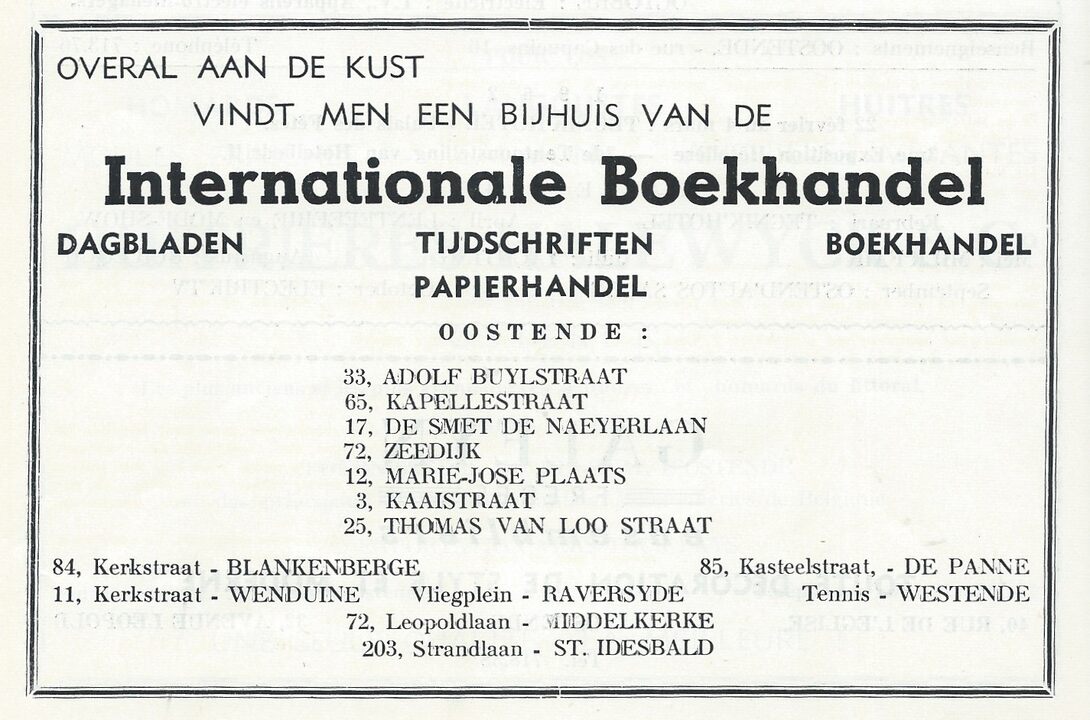 OVERAL AAN DE KUST
VINDT MEN EEN BIJHUIS VAN DE
Internationale Boekhandel
DAGBLADEN TIJDSCHRIFTEN BOEKHANDEL
PAPIERHANDEL
OOSTENDE :
33, ADOLF BUYLSTRAAT
65, KAPELLESTRAAT
17, DE SMET DE NAEYERLAAN
72, ZEEDIJK
12, MARIE-JOSE PLAATS
3, KAAISTRAAT
25, THOMAS VAN LOO STRAAT
84, Kerkstraat - BLANKENBERGE 85, Kasteelstraat, - DE PANNE
11, Kerkstraat - WENDUINE Vliegplein - RAVERSYDE Tennis - WESTENDE
72, Leopoldlaan - MIDDELKERKE
203, Strandlaan - ST. IDESBALD